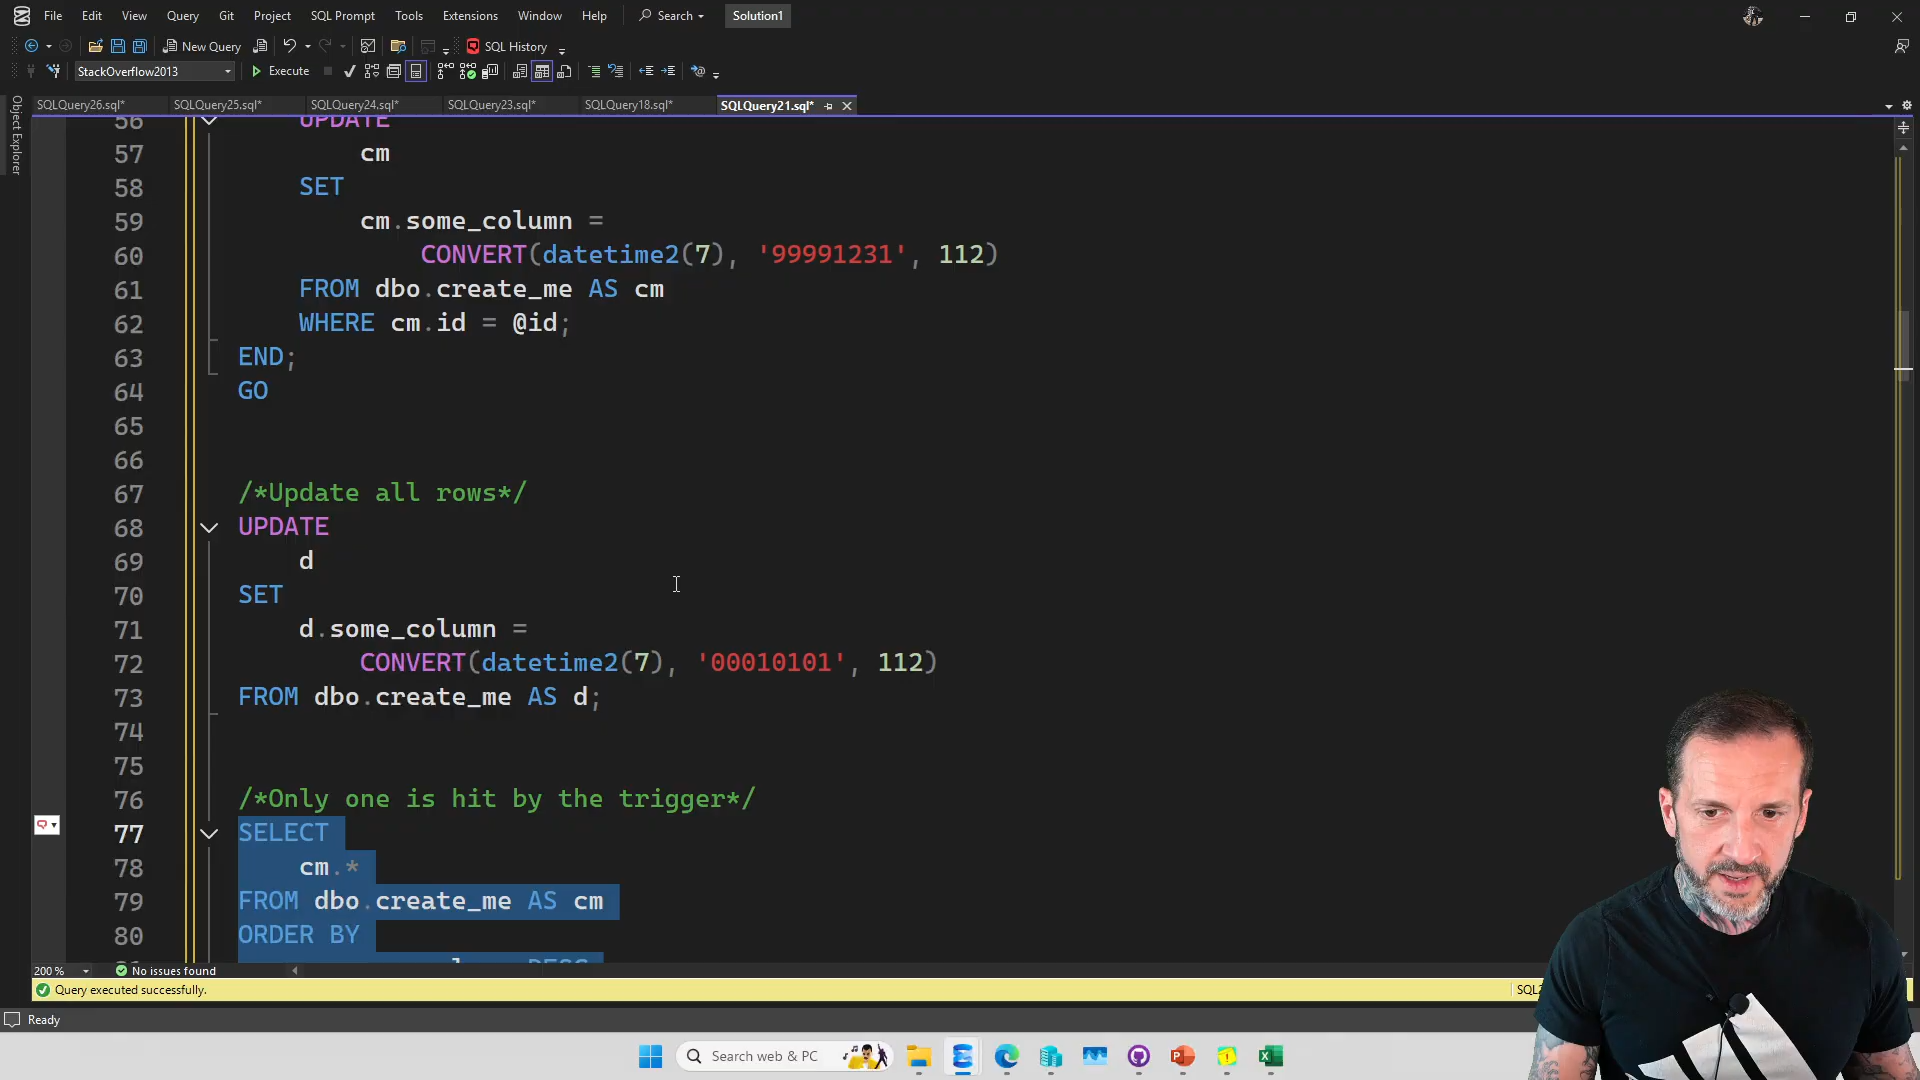 File Edit View Query Git Project SQL Prompt Tools Extensions Window Help Search Solution1
New Query SQL History
StackOverflow2013 Execute
SQLQuery26.sql* SQLQuery25.sql* SQLQuery24.sql* SQLQuery23.sql* SQLQuery18.sql* SQLQuery21.sql*
Object Explorer
56 UPDATE
57 cm
58 SET
59 cm.some_column =
60 CONVERT(datetime2(7), '99991231', 112)
61 FROM dbo.create_me AS cm
62 WHERE cm.id = @id;
63 END;
64 GO
65
66
67 /*Update all rows*/
68 UPDATE
69 d
70 SET
71 d.some_column =
72 CONVERT(datetime2(7), '00010101', 112)
73 FROM dbo.create_me AS d;
74
75
76 /*Only one is hit by the trigger*/
77 SELECT
78 cm.*
79 FROM dbo.create_me AS cm
80 ORDER BY
200 % No issues found
Query executed successfully.
Ready
Search web & PC